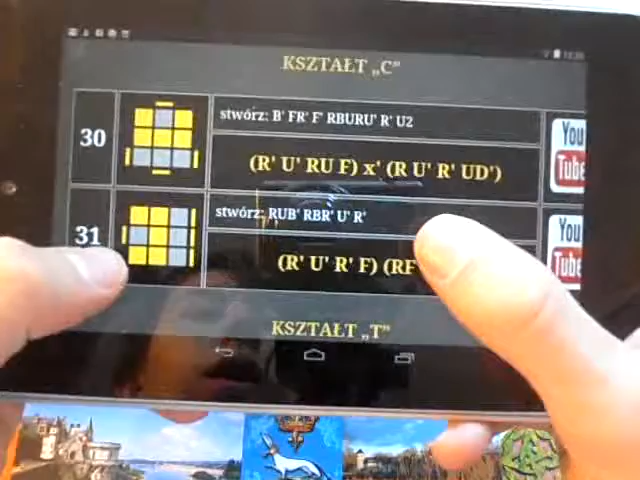 KSZTAŁT „C”
30
stwórz: B' FR' F' RBURU' R' U2
(R' U' RU F) x' (R U' R' UD')
You
Tube
31
stwórz: RUB' RBR' U' R'
(R' U' R' F) (RF
You
Tube
KSZTAŁT „T”